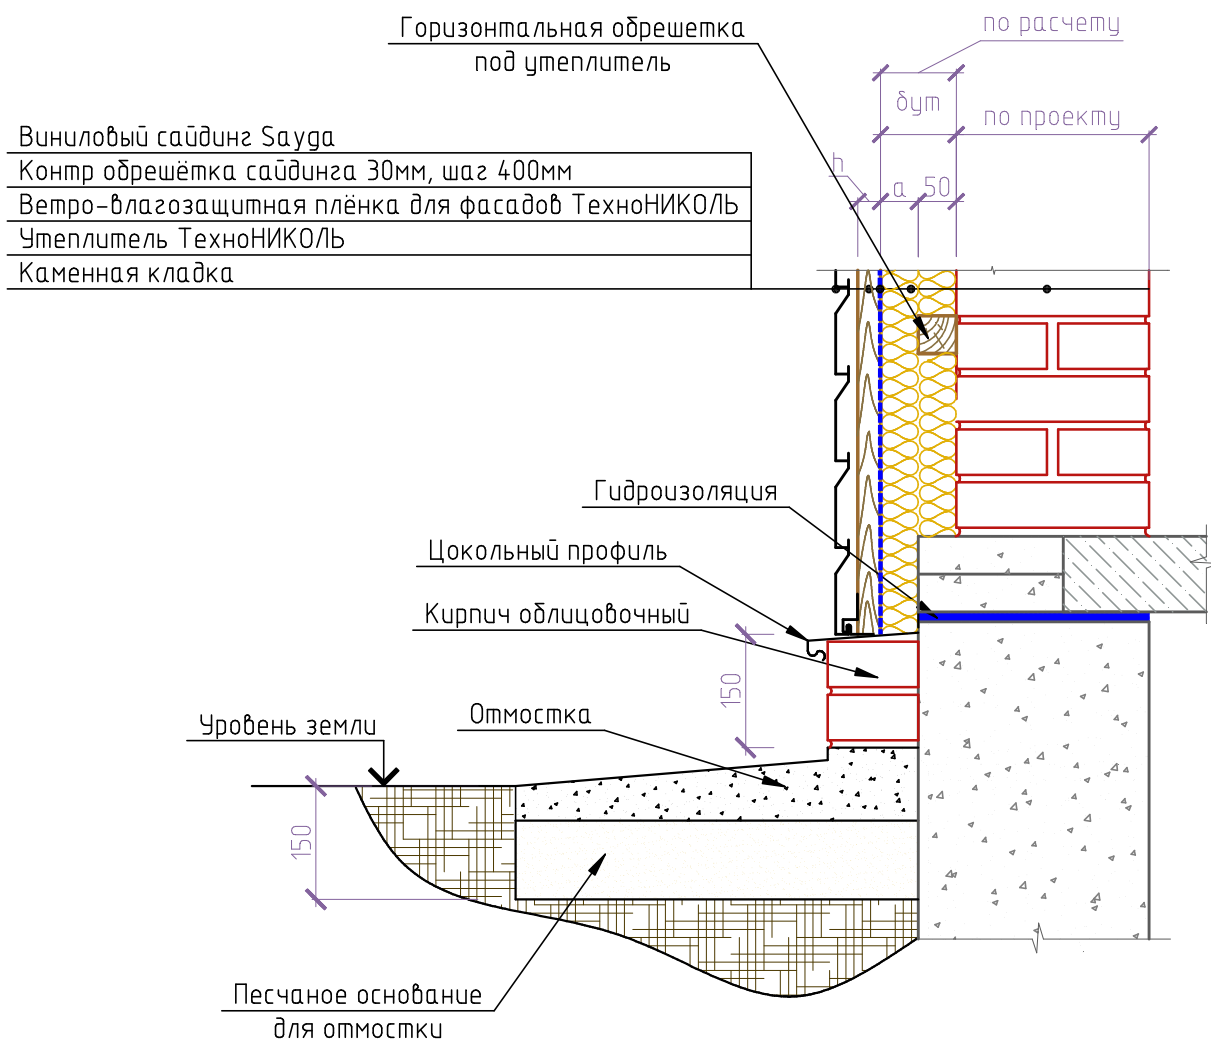 Горизонтальная обрешетка
под утеплитель
по расчету
δут
по проекту
Виниловый сайдинг Sayga
Контр обрешётка сайдинга 30мм, шаг 400мм
Ветро-влагозащитная плёнка для фасадов ТехноНИКОЛЬ
Утеплитель ТехноНИКОЛЬ
Каменная кладка
h
a 50
Гидроизоляция
Цокольный профиль
Кирпич облицовочный
150
Отмостка
Уровень земли
150
Песчаное основание
для отмостки